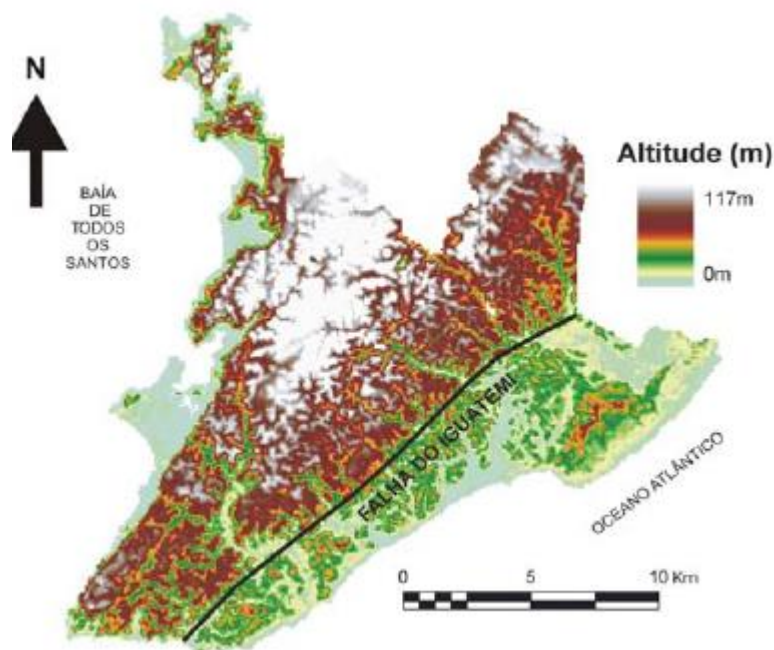 N
BAÍA
DE
TODOS
OS
SANTOS
Altitude (m)
117m
0m
FALHA DO IGUATEMI
OCEANO ATLÂNTICO
0 5 10 Km